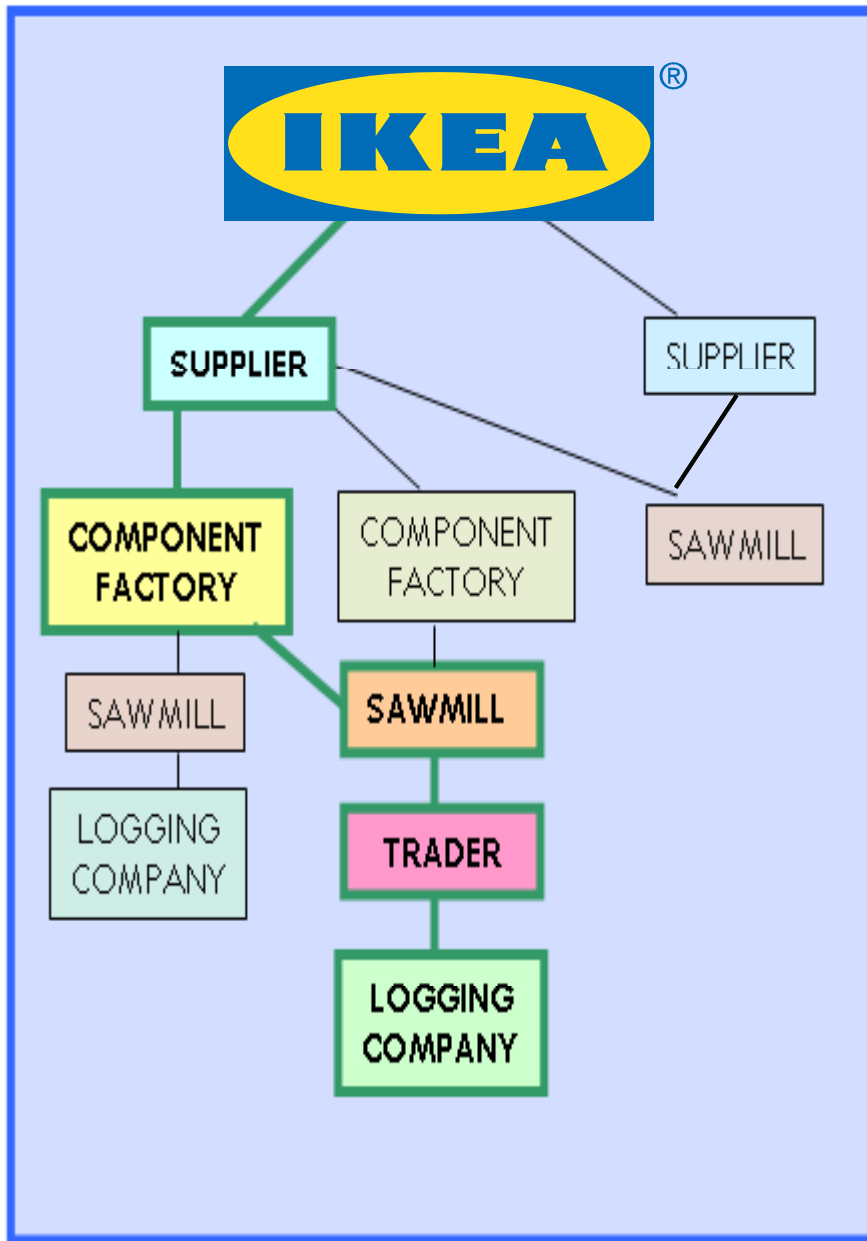 IKEA®
SUPPLIER
SUPPLIER
COMPONENT
FACTORY
COMPONENT
FACTORY
SAWMILL
SAWMILL
SAWMILL
LOGGING
COMPANY
TRADER
LOGGING
COMPANY